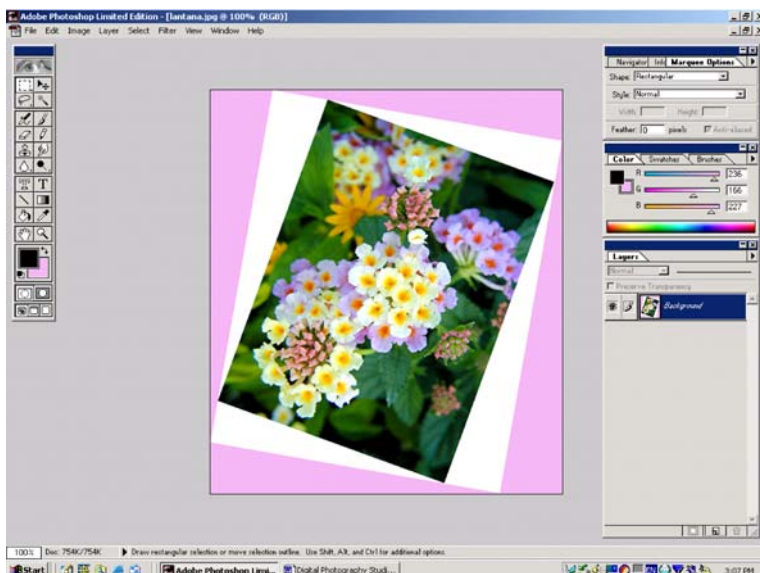 Adobe Photoshop Limited Edition - [lantana.jpg @ 100% (RGB)]
File Edit Image Layer Select Filter View Window Help
Navigator Info Marquee Options
Shape: Rectangular
Style: Normal
Width: Height:
Feather: 0 pixels Anti-aliased
Color Swatches Brushes
R 236
G 166
B 227
Layers
Normal
Preserve Transparency
Background
100% Doc: 754K/754K Draw rectangular selection or move selection outline. Use Shift, Alt, and Ctrl for additional options.
Start Adobe Photoshop Limi... Digital Photography Studi... 3:07 PM